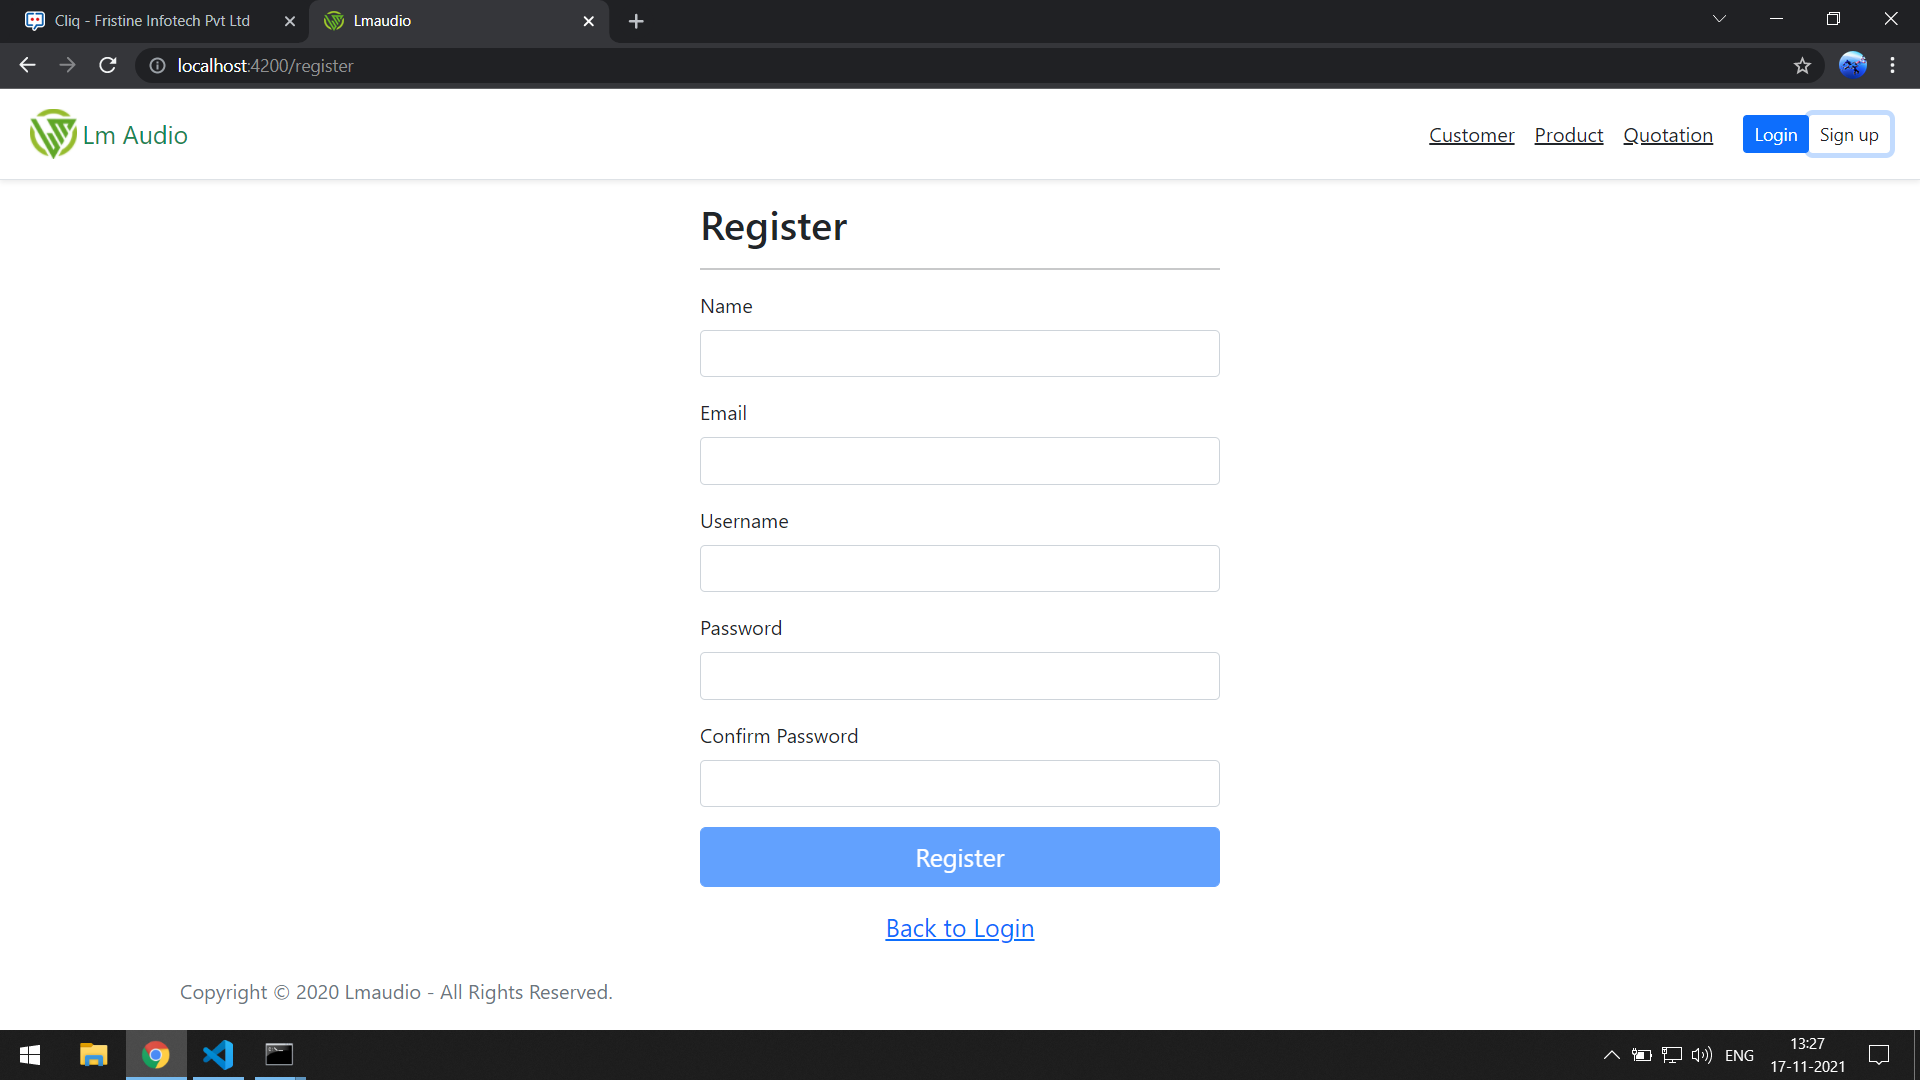 Cliq - Fristine Infotech Pvt Ltd
Lmaudio
localhost:4200/register
Lm Audio
Customer
Product
Quotation
Login
Sign up
Register
Name
Email
Username
Password
Confirm Password
Register
Back to Login
Copyright © 2020 Lmaudio - All Rights Reserved.
ENG
13:27
17-11-2021